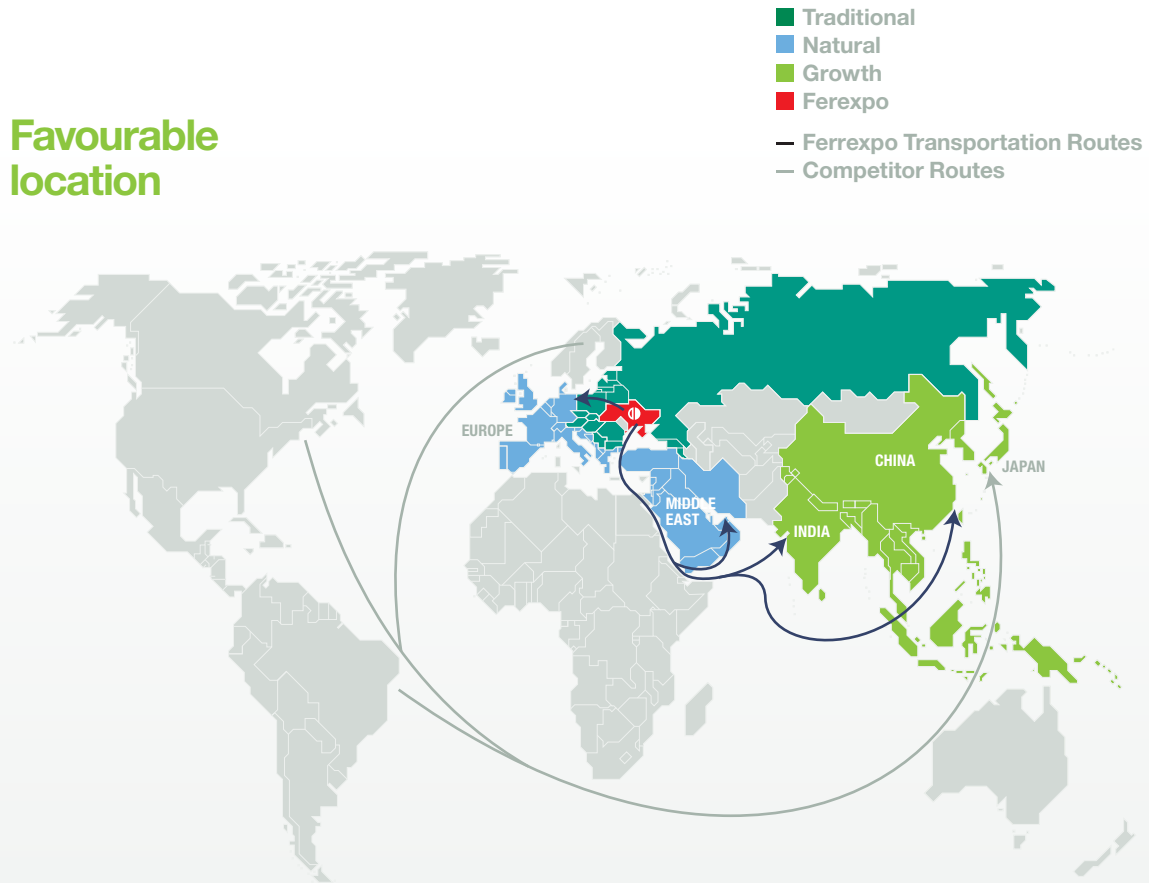 Traditional
Natural
Growth
Ferexpo
Ferrexpo Transportation Routes
Competitor Routes
Favourable
location
EUROPE
CHINA
JAPAN
MIDDLE
EAST
INDIA